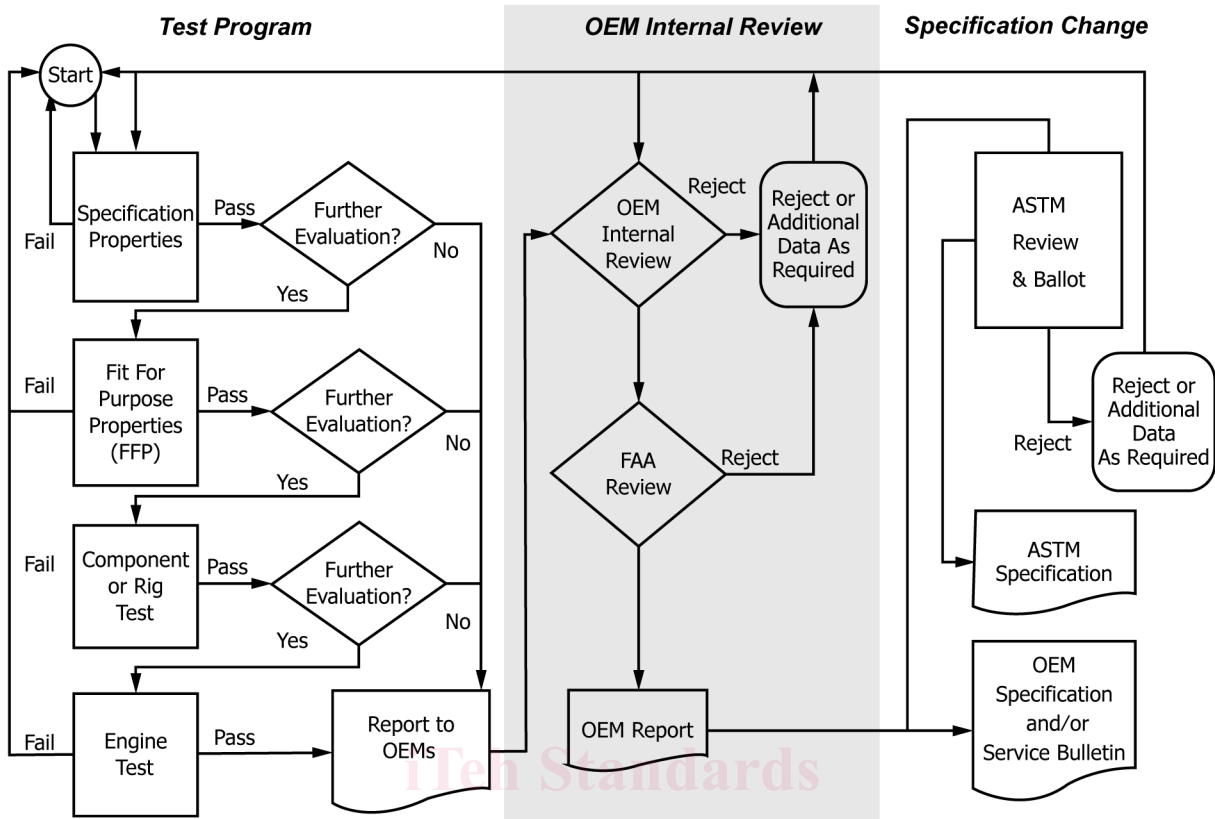 Test Program
OEM Internal Review
Specification Change
Start
Specification
Properties
Fail
Pass
Further
Evaluation?
No
Yes
Fit For
Purpose
Properties
(FFP)
Fail
Pass
Further
Evaluation?
No
Yes
Component
or Rig
Test
Fail
Pass
Further
Evaluation?
No
Yes
Engine
Test
Fail
Pass
Report to
OEMs
OEM
Internal
Review
Reject
Reject or
Additional
Data As
Required
FAA
Review
Reject
OEM Report
ASTM
Review
& Ballot
Reject
Reject or
Additional
Data
As Required
ASTM
Specification
OEM
Specification
and/or
Service Bulletin
iTeh Standards